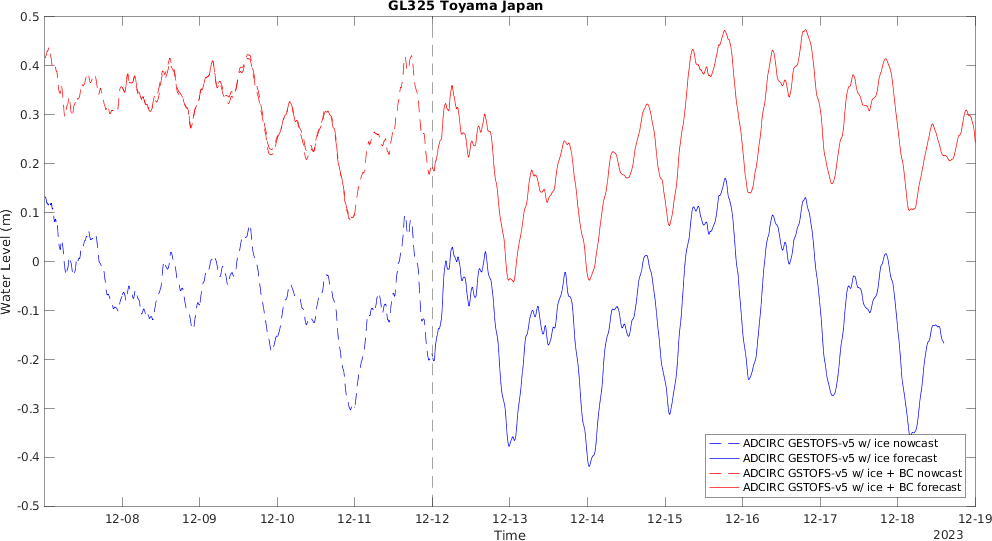 GL325 Toyama Japan
Water Level (m)
0.5
0.4
0.3
0.2
0.1
0
-0.1
-0.2
-0.3
-0.4
-0.5
ADCIRC GESTOFS-v5 w/ ice nowcast
ADCIRC GESTOFS-v5 w/ ice forecast
ADCIRC GSTOFS-v5 w/ ice + BC nowcast
ADCIRC GSTOFS-v5 w/ ice + BC forecast
12-08 12-09 12-10 12-11 12-12 12-13 12-14 12-15 12-16 12-17 12-18 12-19
Time
2023